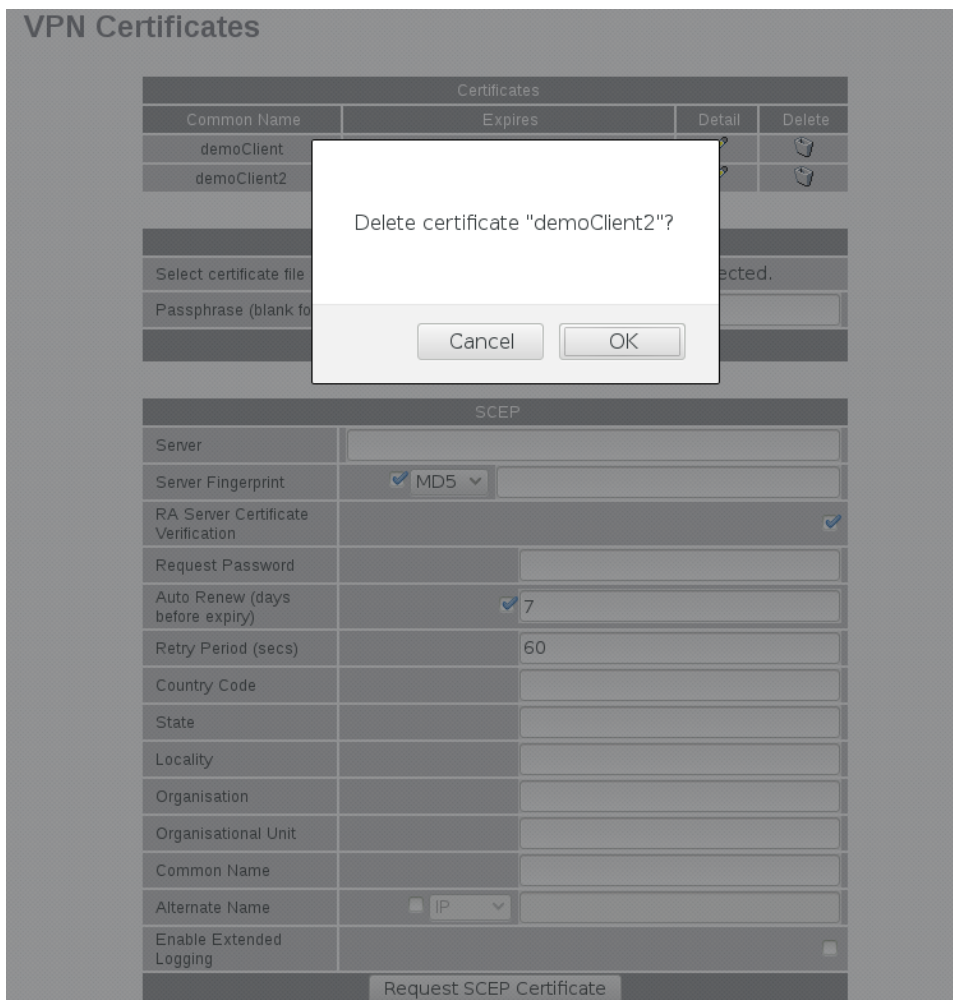 VPN Certificates
Certificates
Common Name Expires Detail Delete
demoClient
demoClient2
Delete certificate "demoClient2"?
Select certificate file
Passphrase (blank
Cancel OK
SCEP
Server
Server Fingerprint MD5
RA Server Certificate
Verification
Request Password
Auto Renew (days
before expiry) 7
Retry Period (secs) 60
Country Code
State
Locality
Organisation
Organisational Unit
Common Name
Alternate Name IP
Enable Extended
Logging
Request SCEP Certificate